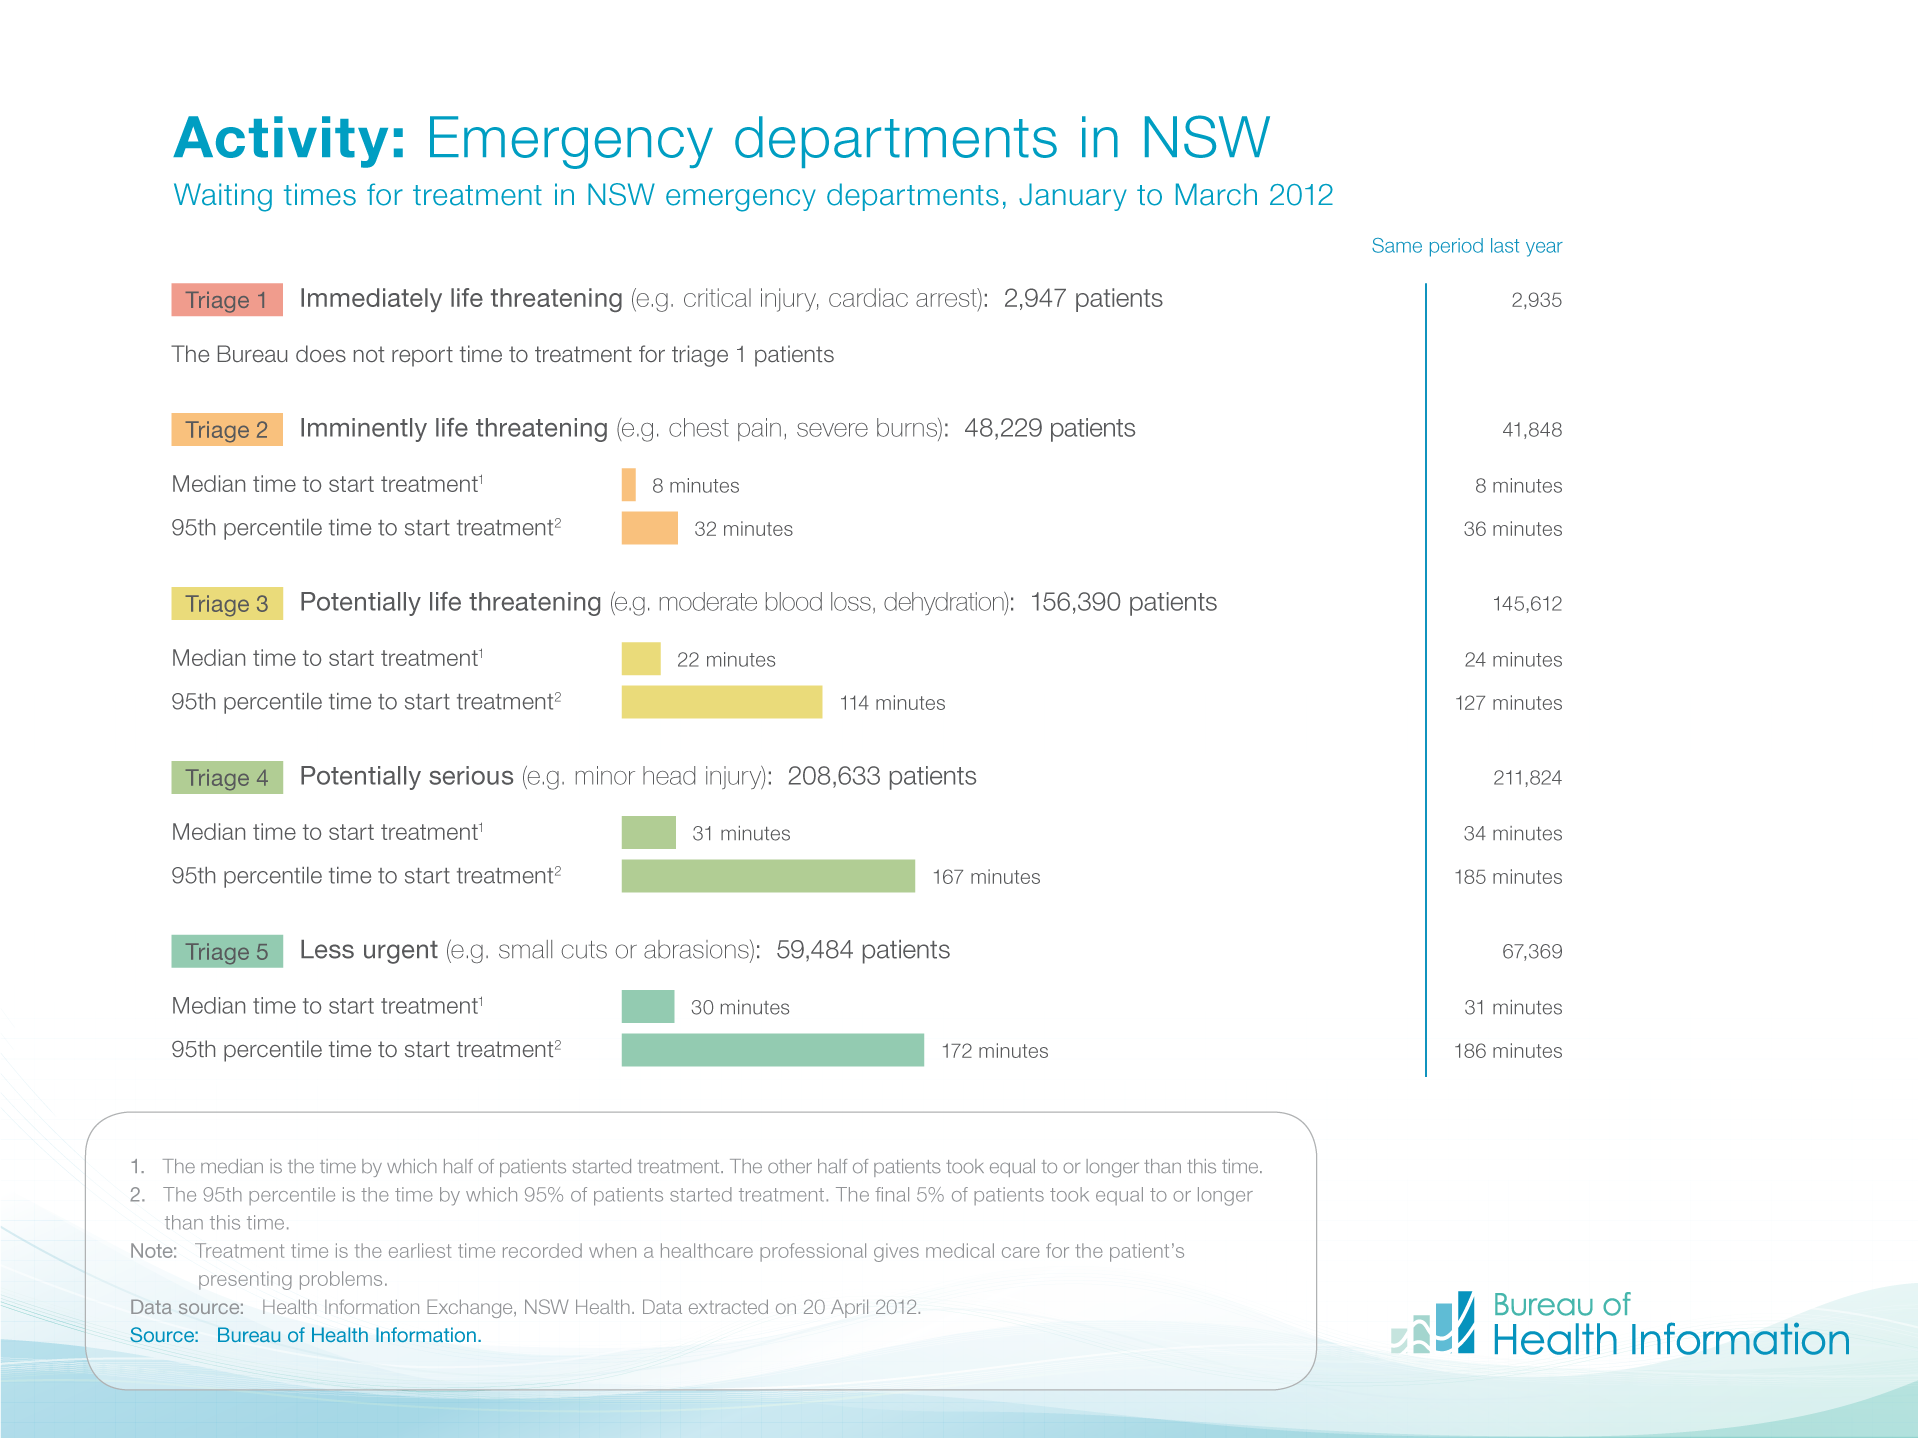 Activity: Emergency departments in NSW
Waiting times for treatment in NSW emergency departments, January to March 2012
Same period last year
Triage 1 Immediately life threatening (e.g. critical injury, cardiac arrest): 2,947 patients 2,935
The Bureau does not report time to treatment for triage 1 patients
Triage 2 Imminently life threatening (e.g. chest pain, severe burns): 48,229 patients 41,848
Median time to start treatment1 8 minutes 8 minutes
95th percentile time to start treatment2 32 minutes 36 minutes
Triage 3 Potentially life threatening (e.g. moderate blood loss, dehydration): 156,390 patients 145,612
Median time to start treatment1 22 minutes 24 minutes
95th percentile time to start treatment2 114 minutes 127 minutes
Triage 4 Potentially serious (e.g. minor head injury): 208,633 patients 211,824
Median time to start treatment1 31 minutes 34 minutes
95th percentile time to start treatment2 167 minutes 185 minutes
Triage 5 Less urgent (e.g. small cuts or abrasions): 59,484 patients 67,369
Median time to start treatment1 30 minutes 31 minutes
95th percentile time to start treatment2 172 minutes 186 minutes
1. The median is the time by which half of patients started treatment. The other half of patients took equal to or longer than this time.
2. The 95th percentile is the time by which 95% of patients started treatment. The final 5% of patients took equal to or longer
than this time.
Note: Treatment time is the earliest time recorded when a healthcare professional gives medical care for the patient's
presenting problems.
Data source: Health Information Exchange, NSW Health. Data extracted on 20 April 2012.
Source: Bureau of Health Information.
Bureau of
Health Information